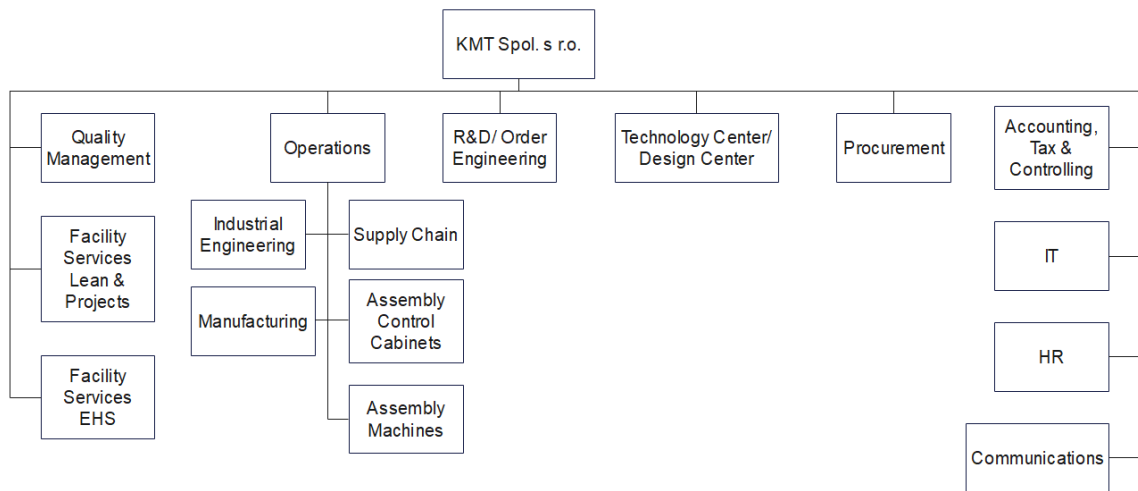 KMT Spol. s r.o.
Quality
Management
Operations
R&D/ Order
Engineering
Technology Center/
Design Center
Procurement
Accounting,
Tax &
Controlling
Facility
Services
Lean &
Projects
Industrial
Engineering
Supply Chain
IT
Manufacturing
Assembly
Control
Cabinets
HR
Facility
Services
EHS
Assembly
Machines
Communications